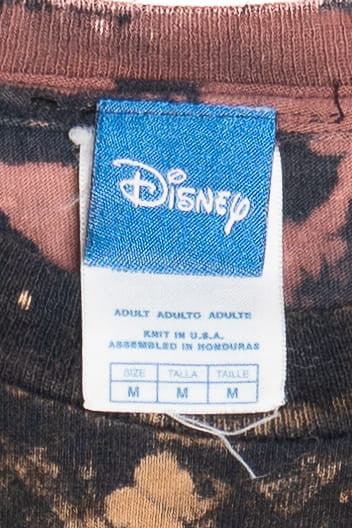 Disney
ADULT ADULTO ADULTE
KNIT IN U.S.A.
ASSEMBLED IN HONDURAS
SIZE TALLA TAILLE
M M M